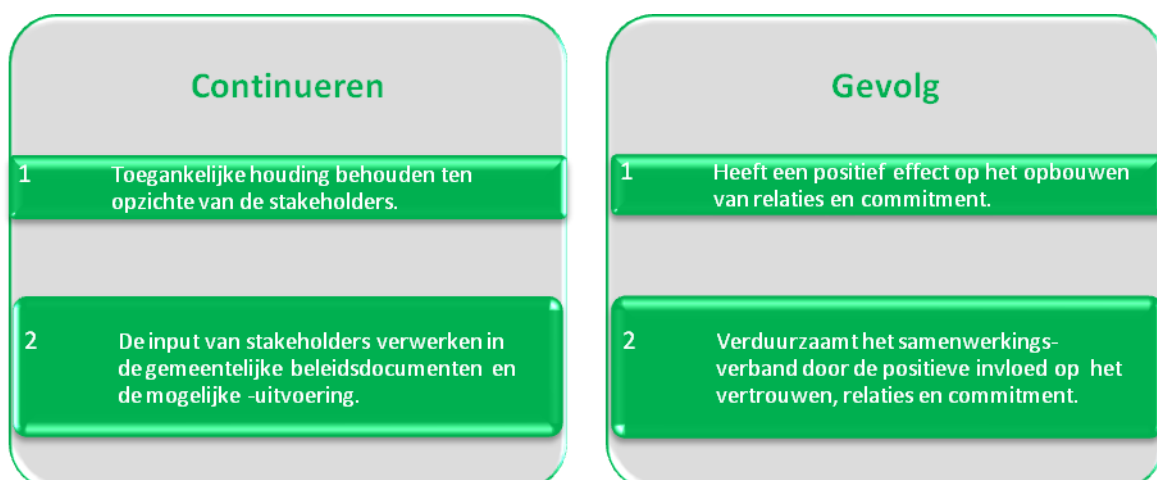 Continueren
1 Toegankelijke houding behouden ten
opzichte van de stakeholders.
2 De input van stakeholders verwerken in
de gemeentelijke beleidsdocumenten en
de mogelijke -uitvoering.
Gevolg
1 Heeft een positief effect op het opbouwen
van relaties en commitment.
2 Verduurzaamt het samenwerkings-
verband door de positieve invloed op het
vertrouwen, relaties en commitment.